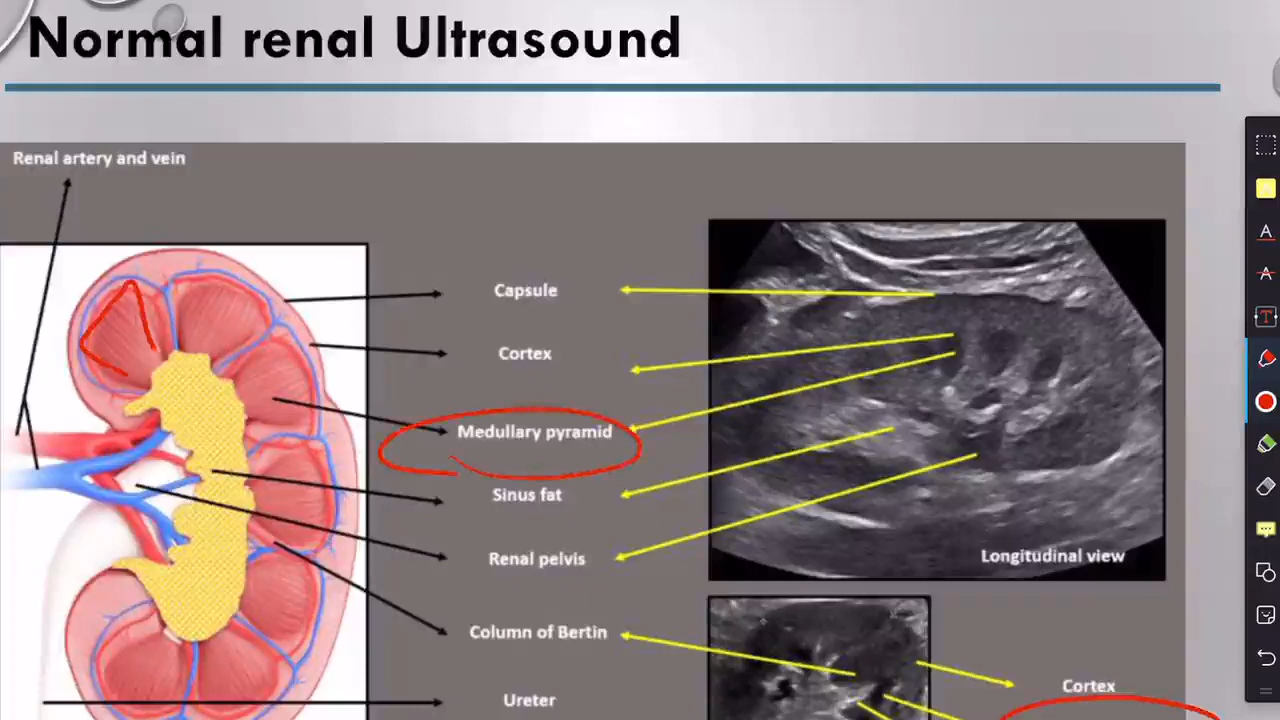 Normal renal Ultrasound
Renal artery and vein
Capsule
Cortex
Medullary pyramid
Sinus fat
Renal pelvis
Longitudinal view
Column of Bertin
Cortex
Ureter
A
A
T